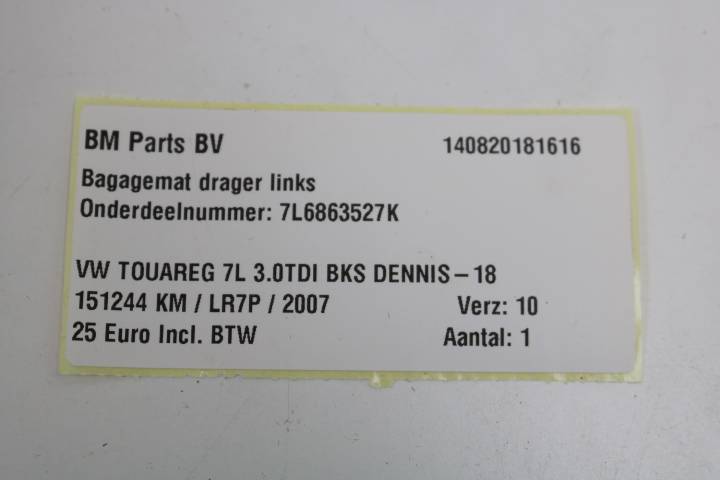 BM Parts BV 140820181616
Bagagemat drager links
Onderdeelnummer: 7L6863527K
VW TOUAREG 7L 3.0TDI BKS DENNIS - 18
151244 KM / LR7P / 2007 Verz: 10
25 Euro Incl. BTW Aantal: 1